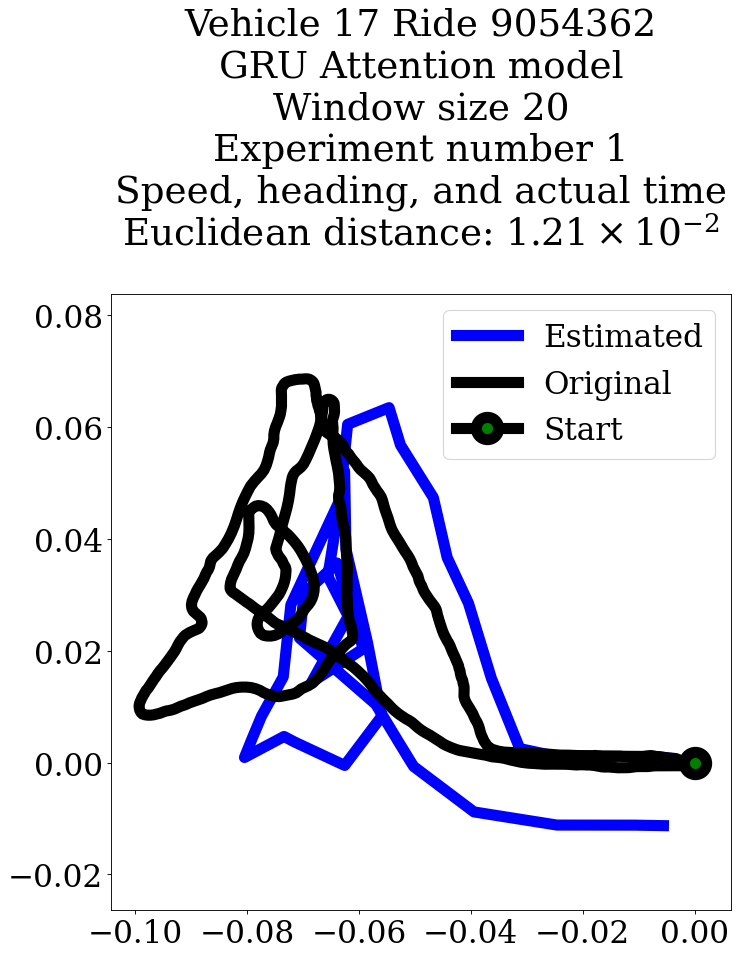 Vehicle 17 Ride 9054362
GRU Attention model
Window size 20
Experiment number 1
Speed, heading, and actual time
Euclidean distance: 1.21 × 10⁻²
Estimated
Original
Start
0.08
0.06
0.04
0.02
0.00
−0.02
−0.10 −0.08 −0.06 −0.04 −0.02 0.00